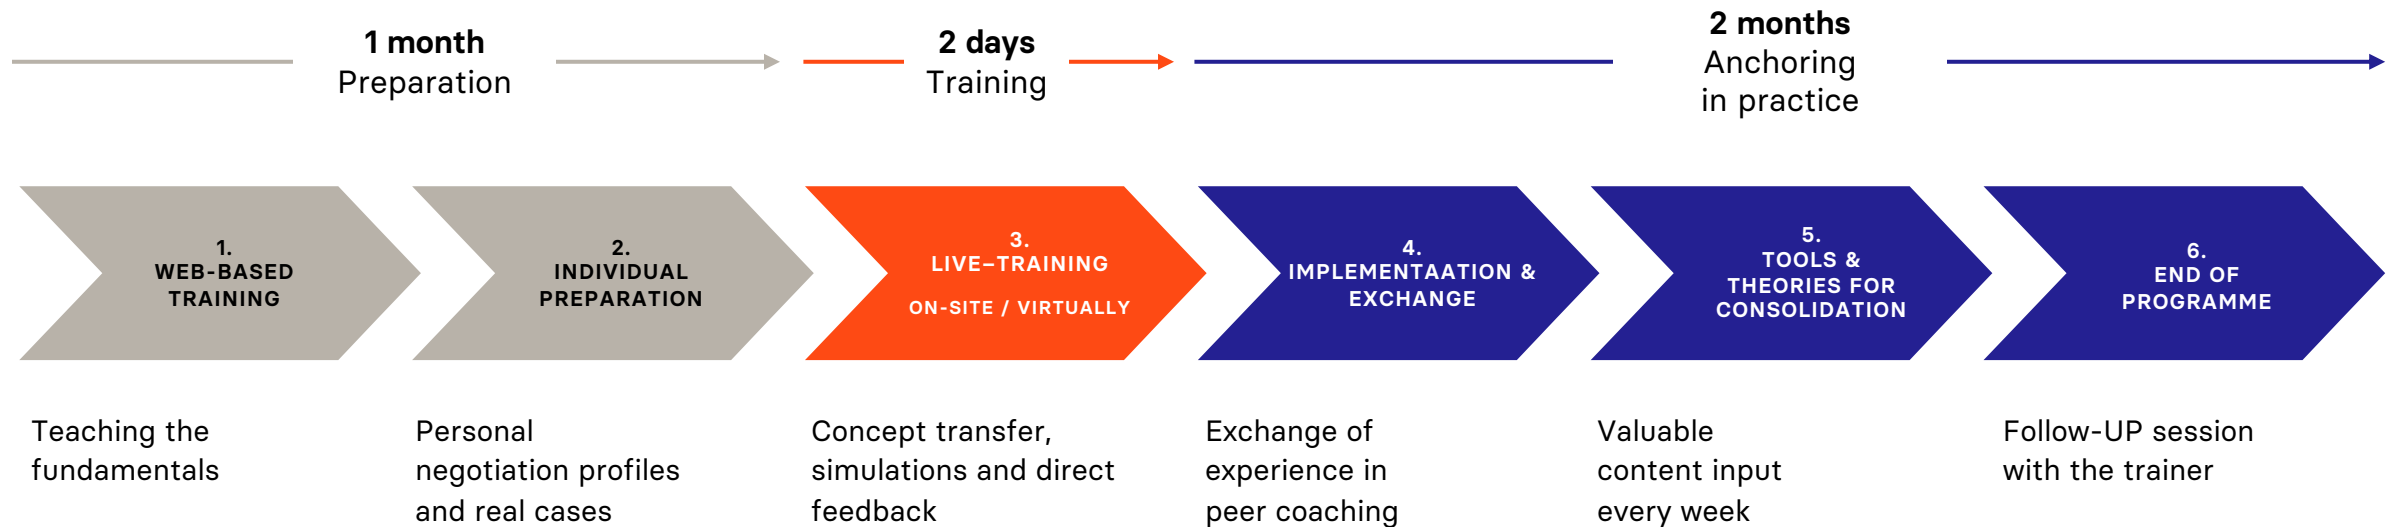 1 month
Preparation
2 days
Training
2 months
Anchoring
in practice
1.
WEB-BASED
TRAINING
2.
INDIVIDUAL
PREPARATION
3.
LIVE–TRAINING
ON-SITE / VIRTUALLY
4.
IMPLEMENTAATION &
EXCHANGE
5.
TOOLS &
THEORIES FOR
CONSOLIDATION
6.
END OF
PROGRAMME
Teaching the
fundamentals
Personal
negotiation profiles
and real cases
Concept transfer,
simulations and direct
feedback
Exchange of
experience in
peer coaching
Valuable
content input
every week
Follow-UP session
with the trainer